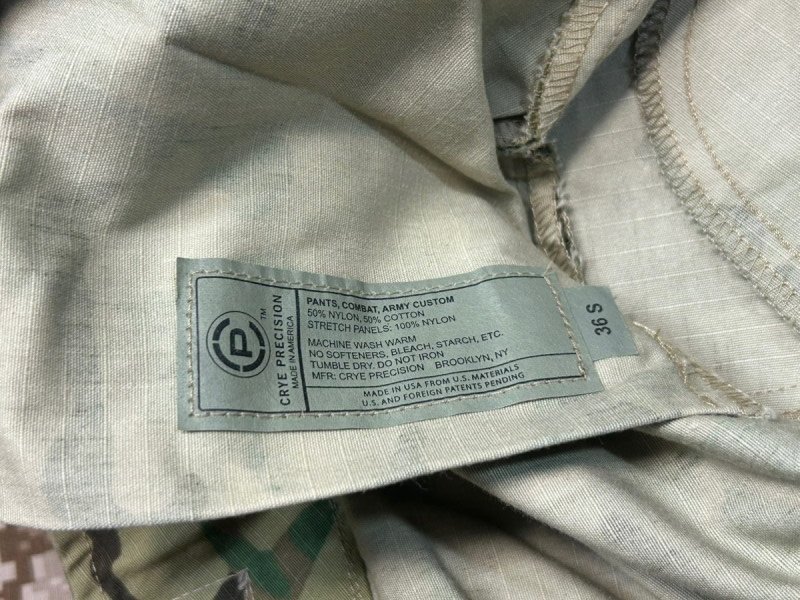 CRYE PRECISION
MADE IN AMERICA
TM
PANTS, COMBAT, ARMY CUSTOM
50% NYLON, 50% COTTON
STRETCH PANELS: 100% NYLON
MACHINE WASH WARM
NO SOFTENERS, BLEACH, STARCH, ETC.
TUMBLE DRY. DO NOT IRON
MFR: CRYE PRECISION BROOKLYN, NY
MADE IN USA FROM U.S. MATERIALS
U.S. AND FOREIGN PATENTS PENDING
36 S